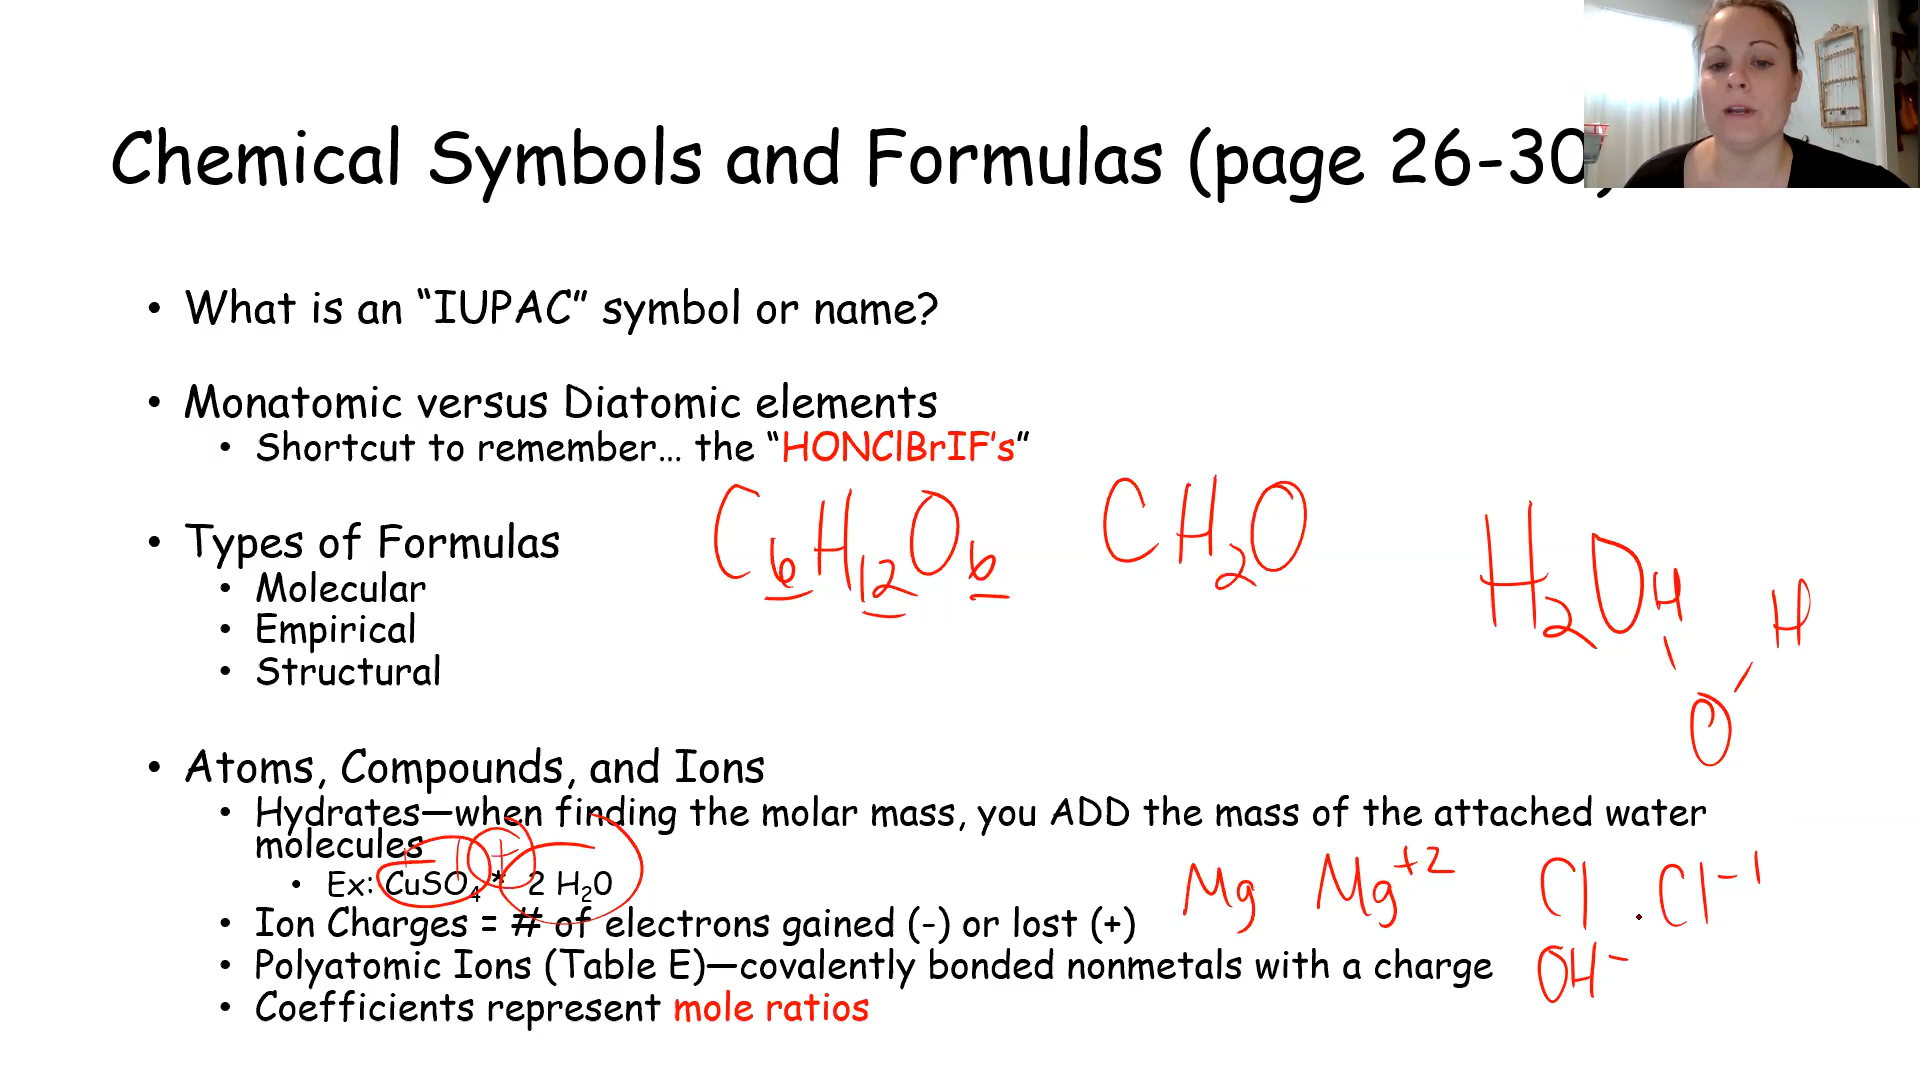 Chemical Symbols and Formulas (page 26-30)
• What is an “IUPAC” symbol or name?
• Monatomic versus Diatomic elements
• Shortcut to remember… the “HONClBrIF’s”
C6H12O6 CH2O
• Types of Formulas
• Molecular
• Empirical
• Structural
H2O
H H
O
• Atoms, Compounds, and Ions
• Hydrates—when finding the molar mass, you ADD the mass of the attached water
molecules
+
• Ex: CuSO4 * 2 H2O
Mg Mg+2 Cl Cl-1
• Ion Charges = # of electrons gained (-) or lost (+)
• Polyatomic Ions (Table E)—covalently bonded nonmetals with a charge OH-
• Coefficients represent mole ratios